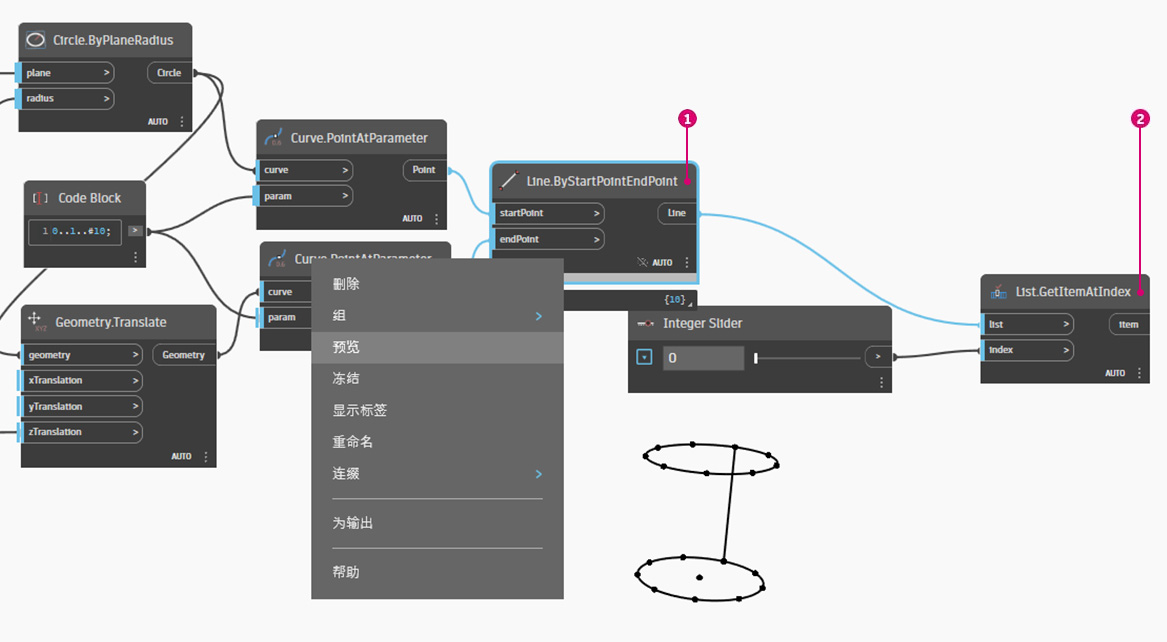 Circle.ByPlaneRadius
plane >
Circle
radius >
AUTO
Code Block
1 0..1..#10;
>
Geometry.Translate
geometry >
Geometry
xTranslation >
yTranslation >
zTranslation >
AUTO
Curve.PointAtParameter
curve >
Point
param >
AUTO
Curve.PointAtParameter
curve
param
删除
组 >
预览
冻结
显示标签
重命名
连缀 >
为输出
帮助
1
Line.ByStartPointEndPoint
startPoint >
Line
endPoint >
AUTO
{10}
Integer Slider
0
>
2
List.GetItemAtIndex
list >
item
index >
AUTO